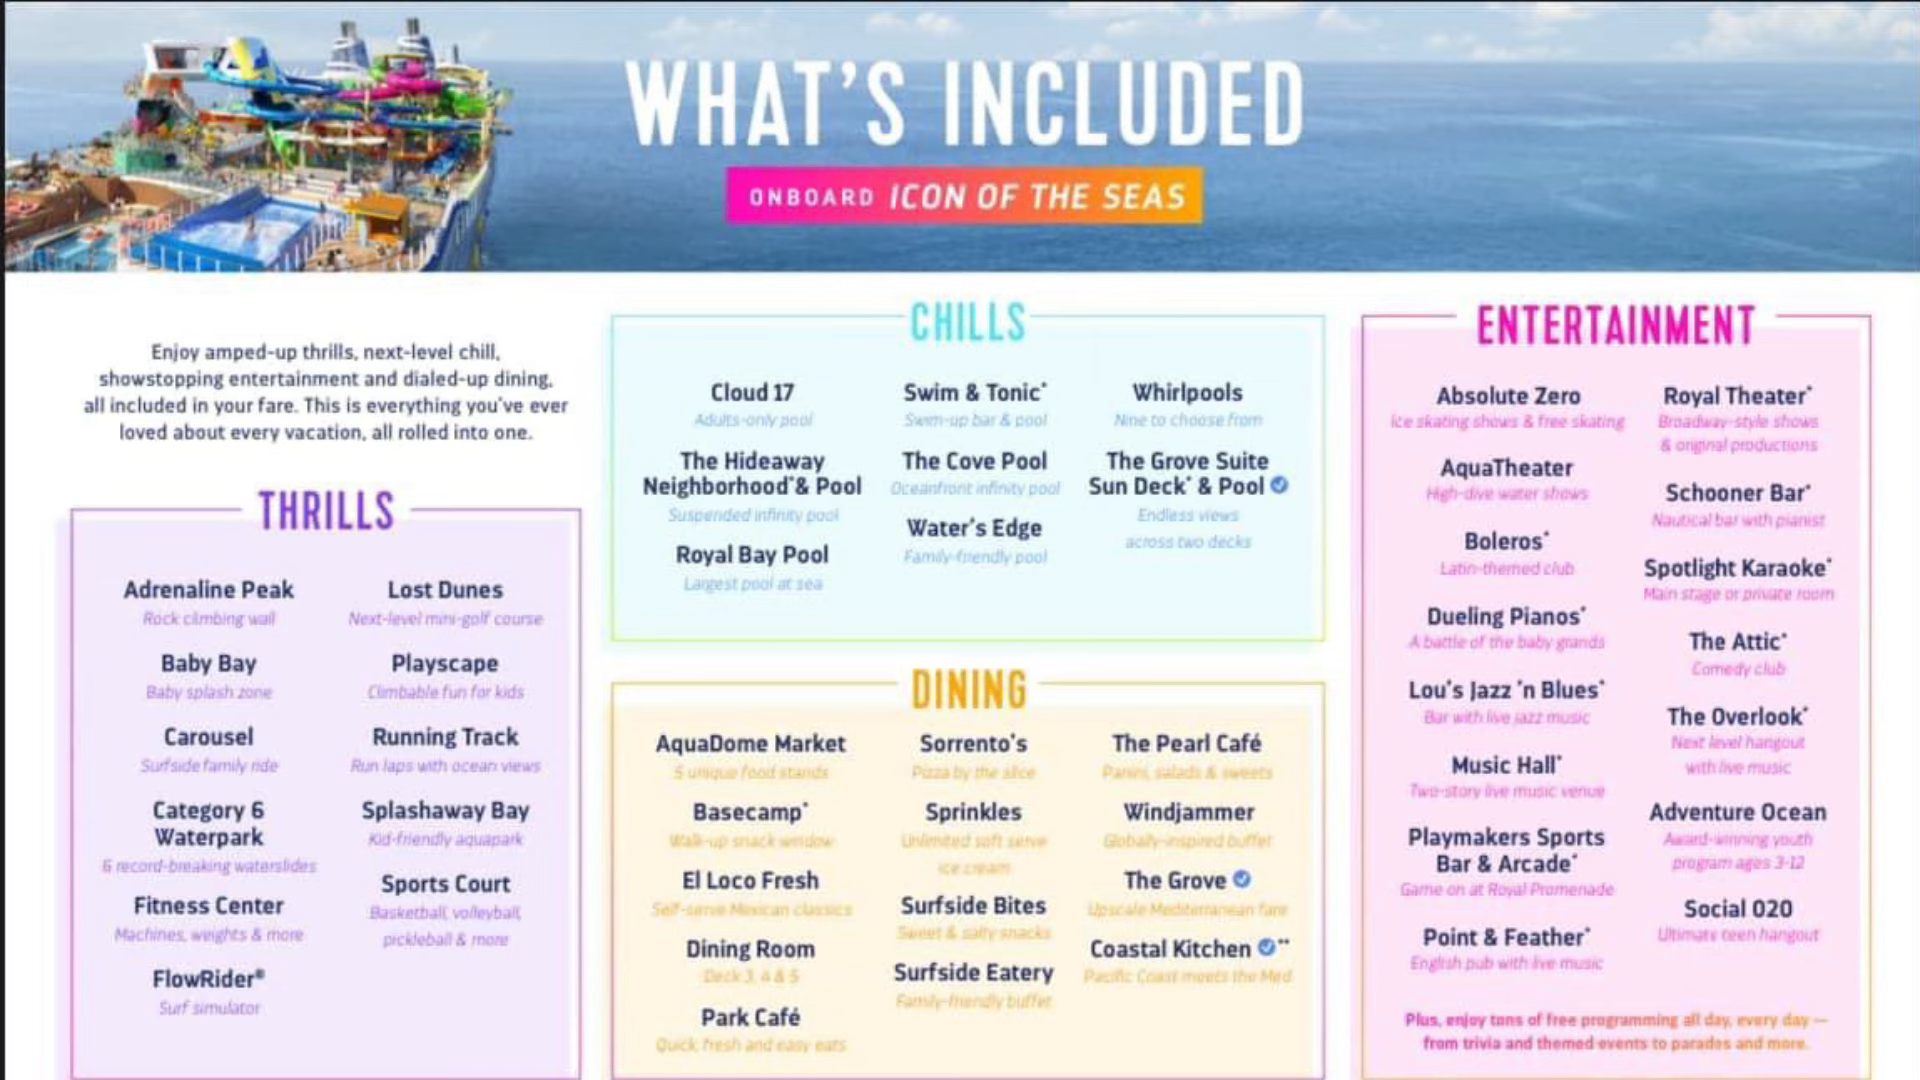 WHAT'S INCLUDED
ONBOARD ICON OF THE SEAS
Enjoy amped-up thrills, next-level chill,
showstopping entertainment and dialed-up dining,
all included in your fare. This is everything you've ever
loved about every vacation, all rolled into one.
THRILLS
Adrenaline Peak
Rock climbing wall
Baby Bay
Baby splash zone
Carousel
Surfside family ride
Category 6
Waterpark
6 record-breaking waterslides
Fitness Center
Machines, weights & more
FlowRider®
Surf simulator
Lost Dunes
Next-level mini-golf course
Playscape
Climbable fun for kids
Running Track
Run laps with ocean views
Splashaway Bay
Kid-friendly aquapark
Sports Court
Basketball, volleyball,
pickleball & more
CHILLS
Cloud 17
Adults-only pool
The Hideaway
Neighborhood* & Pool
Suspended infinity pool
Royal Bay Pool
Largest pool at sea
Swim & Tonic*
Swim-up bar & pool
The Cove Pool
Oceanfront infinity pool
Water's Edge
Family-friendly pool
Whirlpools
Nine to choose from
The Grove Suite
Sun Deck* & Pool
Endless views
across two decks
DINING
AquaDome Market
5 unique food stands
Basecamp*
Walk-up snack window
El Loco Fresh
Self-serve Mexican classics
Dining Room
Deck 3, 4 & 5
Park Café
Quick, fresh and easy eats
Sorrento's
Pizza by the slice
Sprinkles
Unlimited soft serve
ice cream
Surfside Bites
Sweet & salty snacks
Surfside Eatery
Family-friendly buffet
The Pearl Café
Panini, salads & sweets
Windjammer
Globally-inspired buffet
The Grove
Upscale Mediterranean fare
Coastal Kitchen **
Pacific Coast meets the Med
ENTERTAINMENT
Absolute Zero
Ice skating shows & free skating
AquaTheater
High-dive water shows
Boleros*
Latin-themed club
Dueling Pianos*
A battle of the baby grands
Lou's Jazz 'n Blues*
Bar with live jazz music
Music Hall*
Two-story live music venue
Playmakers Sports
Bar & Arcade*
Game on at Royal Promenade
Point & Feather*
English pub with live music
Royal Theater*
Broadway-style shows
& original productions
Schooner Bar*
Nautical bar with pianist
Spotlight Karaoke*
Main stage or private room
The Attic*
Comedy club
The Overlook*
Next level hangout
with live music
Adventure Ocean
Award-winning youth
program ages 3-12
Social 020
Ultimate teen hangout
Plus, enjoy tons of free programming all day, every day —
from trivia and themed events to parades and more.